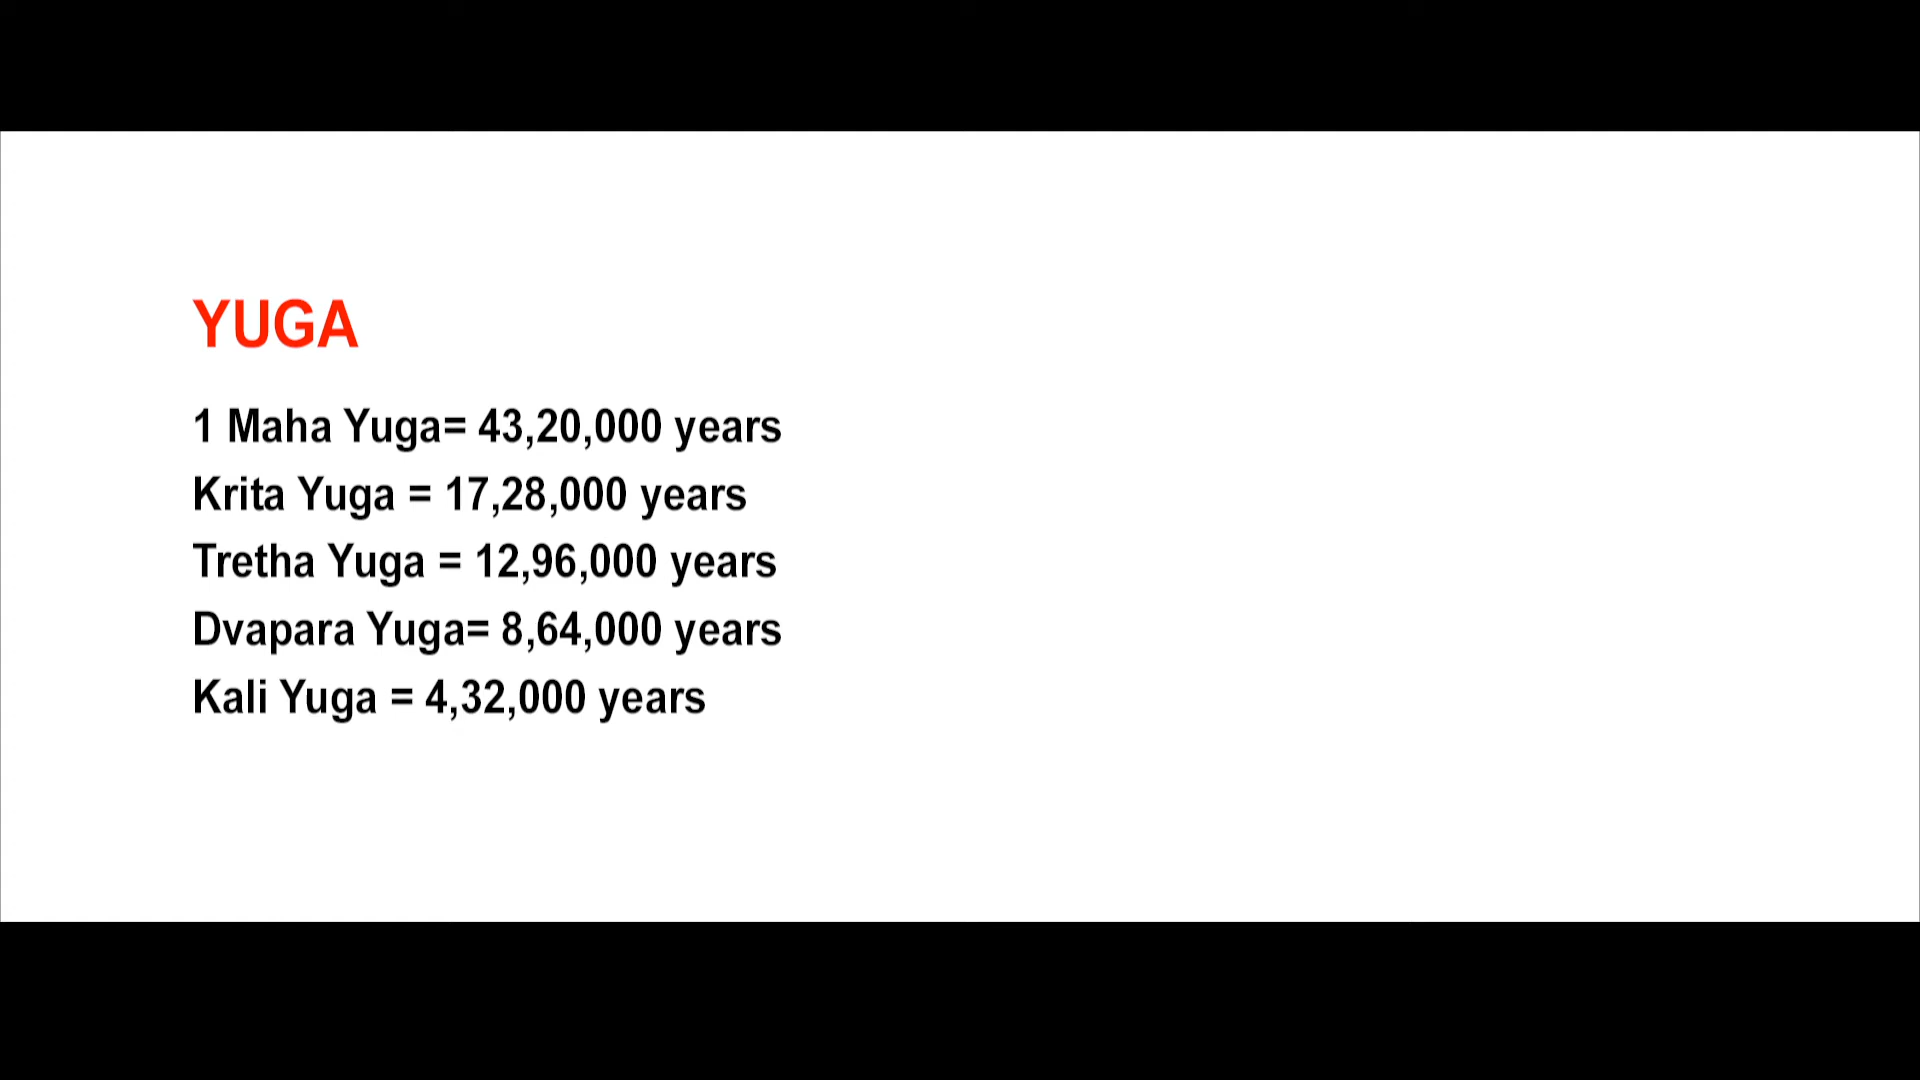 YUGA
1 Maha Yuga= 43,20,000 years
Krita Yuga = 17,28,000 years
Tretha Yuga = 12,96,000 years
Dvapara Yuga= 8,64,000 years
Kali Yuga = 4,32,000 years